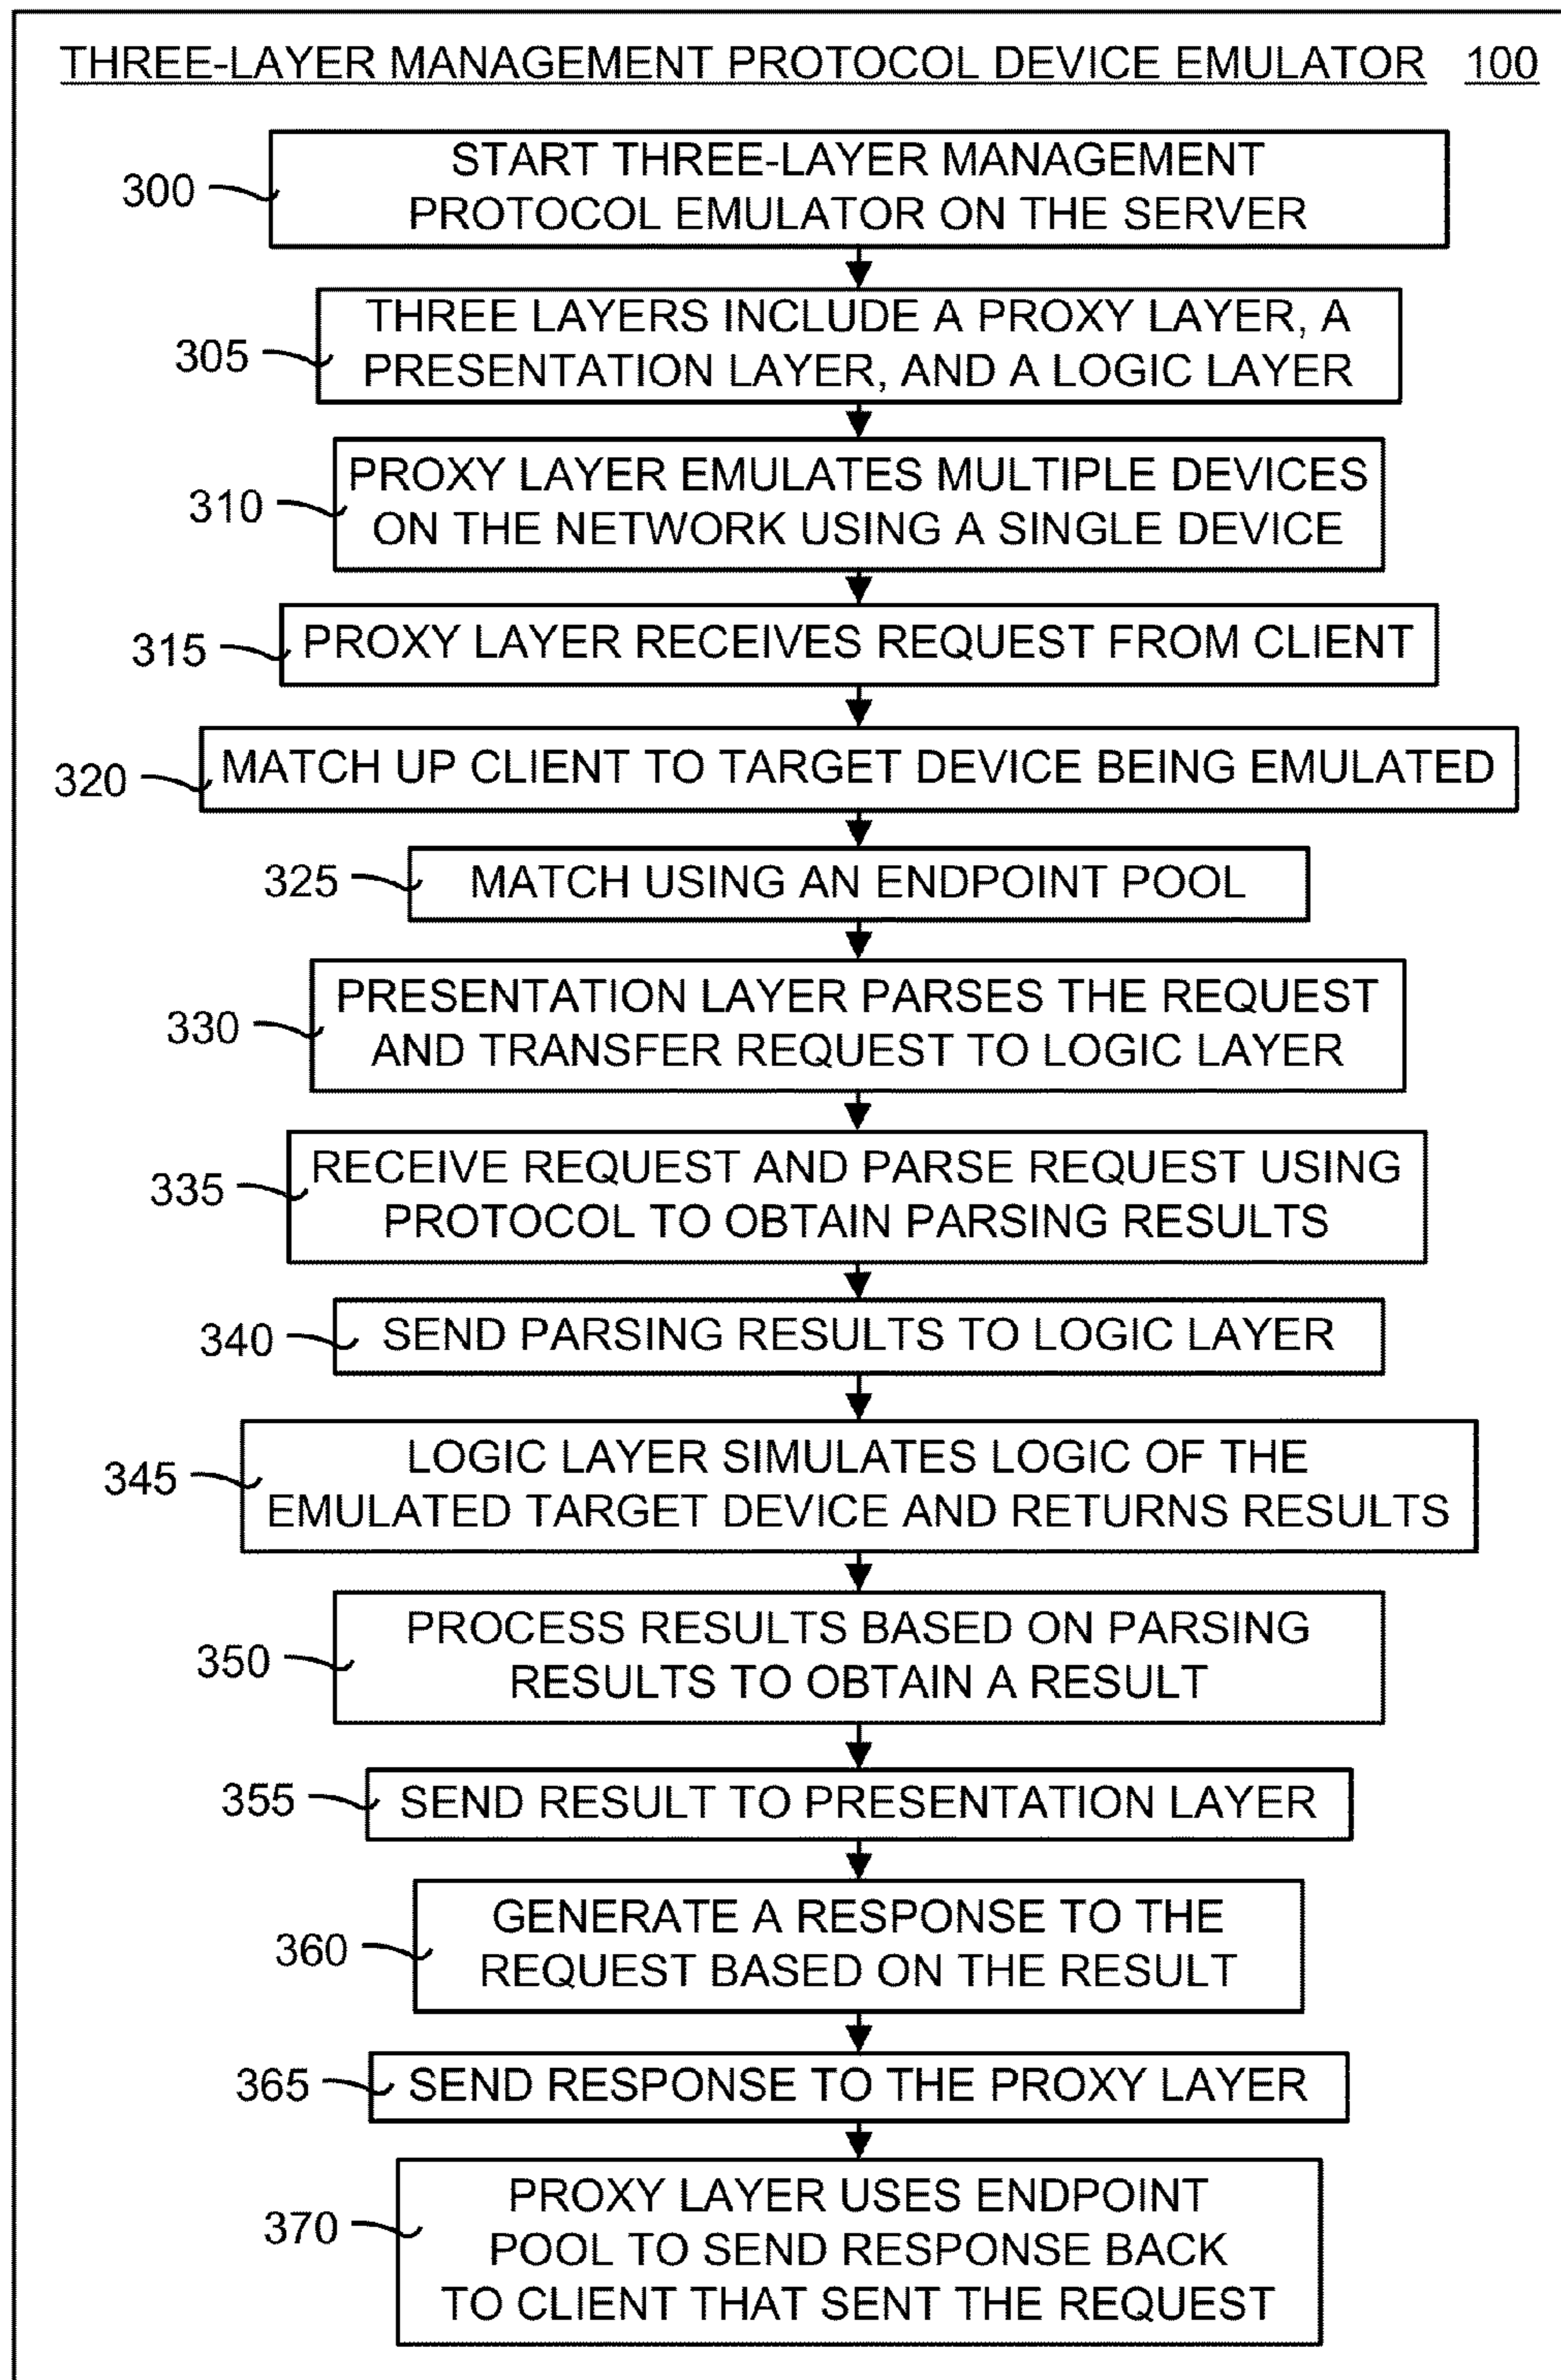 THREE-LAYER MANAGEMENT PROTOCOL DEVICE EMULATOR 100
START THREE-LAYER MANAGEMENT
300
PROTOCOL EMULATOR ON THE SERVER
THREE LAYERS INCLUDE A PROXY LAYER, A
305
PRESENTATION LAYER, AND A LOGIC LAYER
PROXY LAYER EMULATES MULTIPLE DEVICES
310
ON THE NETWORK USING A SINGLE DEVICE
315 PROXY LAYER RECEIVES REQUEST FROM CLIENT
320 MATCH UP CLIENT TO TARGET DEVICE BEING EMULATED
325 MATCH USING AN ENDPOINT POOL
PRESENTATION LAYER PARSES THE REQUEST
330
AND TRANSFER REQUEST TO LOGIC LAYER
RECEIVE REQUEST AND PARSE REQUEST USING
335
PROTOCOL TO OBTAIN PARSING RESULTS
340 SEND PARSING RESULTS TO LOGIC LAYER
LOGIC LAYER SIMULATES LOGIC OF THE
345
EMULATED TARGET DEVICE AND RETURNS RESULTS
PROCESS RESULTS BASED ON PARSING
350
RESULTS TO OBTAIN A RESULT
355 SEND RESULT TO PRESENTATION LAYER
GENERATE A RESPONSE TO THE
360
REQUEST BASED ON THE RESULT
365 SEND RESPONSE TO THE PROXY LAYER
PROXY LAYER USES ENDPOINT
370
POOL TO SEND RESPONSE BACK
TO CLIENT THAT SENT THE REQUEST